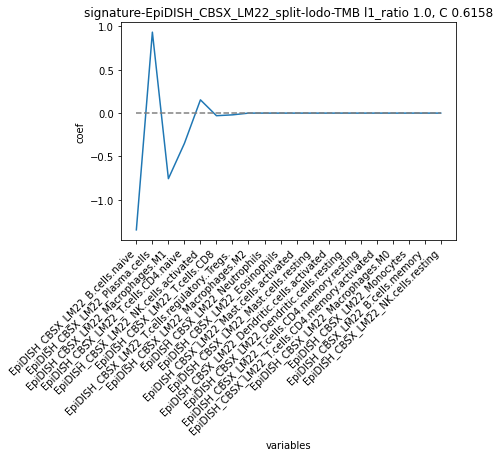 signature-EpiDISH_CBSX_LM22_split-lodo-TMB l1_ratio 1.0, C 0.6158
1.0
0.5
0.0
−0.5
−1.0
coef
EpiDISH_CBSX_LM22_B.cells.naive
EpiDISH_CBSX_LM22_Plasma.cells
EpiDISH_CBSX_LM22_Macrophages.M1
EpiDISH_CBSX_LM22_T.cells.CD4.naive
EpiDISH_CBSX_LM22_NK.cells.activated
EpiDISH_CBSX_LM22_T.cells.CD8
EpiDISH_CBSX_LM22_T.cells.regulatory..Tregs.
EpiDISH_CBSX_LM22_Macrophages.M2
EpiDISH_CBSX_LM22_Neutrophils
EpiDISH_CBSX_LM22_Eosinophils
EpiDISH_CBSX_LM22_Mast.cells.activated
EpiDISH_CBSX_LM22_Mast.cells.resting
EpiDISH_CBSX_LM22_Dendritic.cells.activated
EpiDISH_CBSX_LM22_Dendritic.cells.resting
EpiDISH_CBSX_LM22_T.cells.CD4.memory.resting
EpiDISH_CBSX_LM22_T.cells.CD4.memory.activated
EpiDISH_CBSX_LM22_Macrophages.M0
EpiDISH_CBSX_LM22_Monocytes
EpiDISH_CBSX_LM22_B.cells.memory
EpiDISH_CBSX_LM22_NK.cells.resting
variables